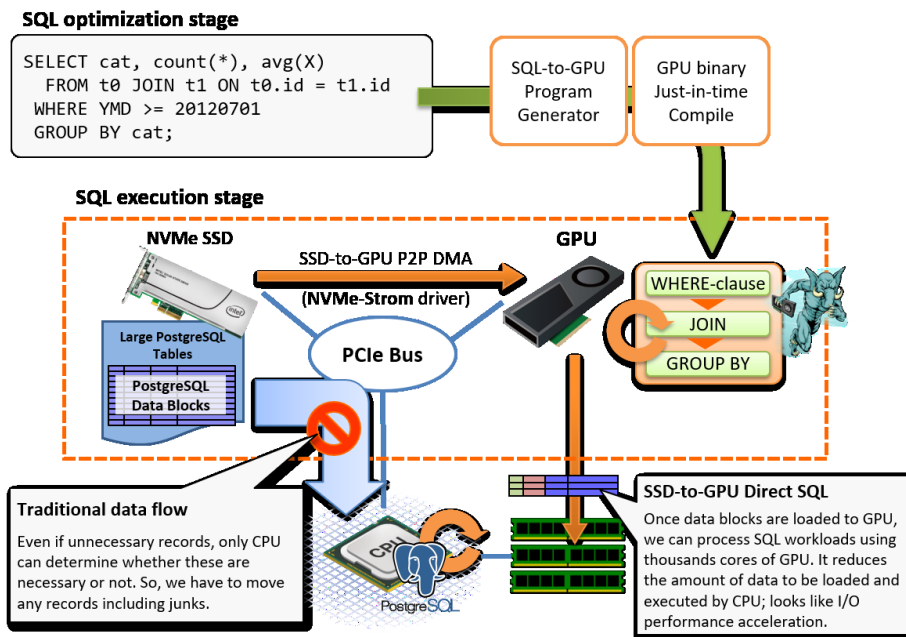 SQL optimization stage
SELECT cat, count(*), avg(X)
FROM t0 JOIN t1 ON t0.id = t1.id
WHERE YMD >= 20120701
GROUP BY cat;
SQL-to-GPU
Program
Generator
GPU binary
Just-in-time
Compile
SQL execution stage
NVMe SSD
SSD-to-GPU P2P DMA
(NVMe-Strom driver)
GPU
intel
PCIe Bus
WHERE-clause
JOIN
GROUP BY
Large PostgreSQL
Tables
PostgreSQL
Data Blocks
Traditional data flow
Even if unnecessary records, only CPU
can determine whether these are
necessary or not. So, we have to move
any records including junks.
CPU
PostgreSQL
SSD-to-GPU Direct SQL
Once data blocks are loaded to GPU,
we can process SQL workloads using
thousands cores of GPU. It reduces
the amount of data to be loaded and
executed by CPU; looks like I/O
performance acceleration.